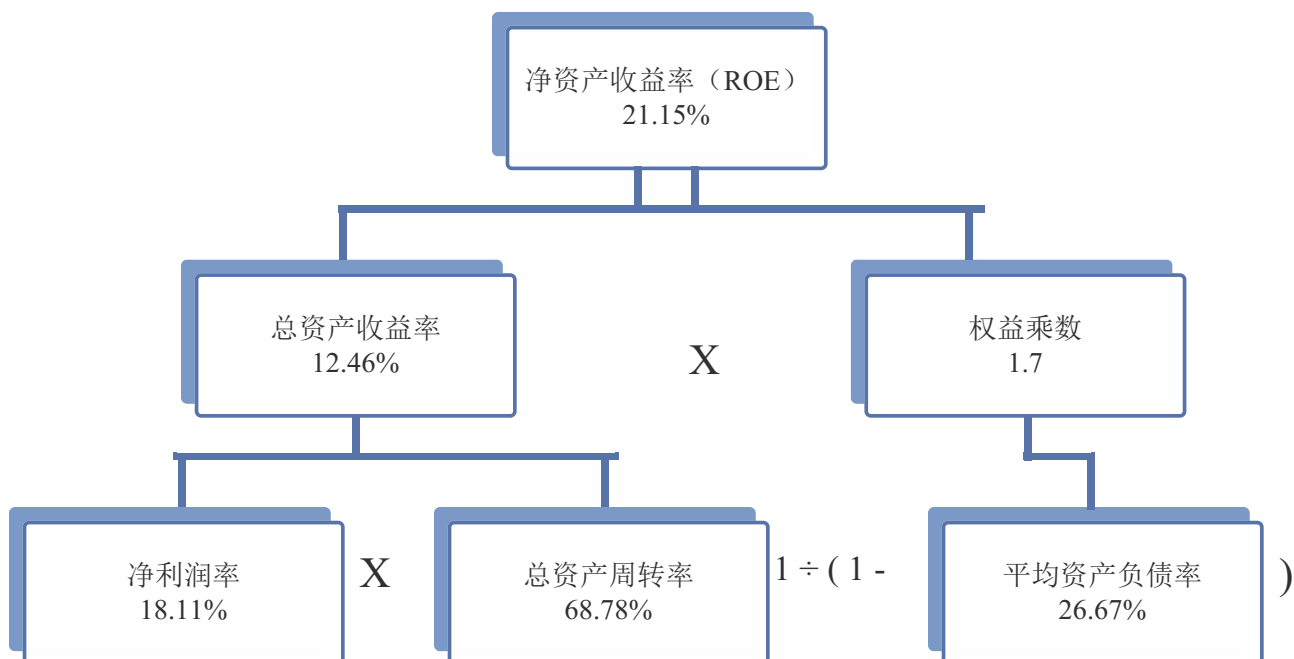 净资产收益率（ROE）
21.15%
总资产收益率
12.46%
X
权益乘数
1.7
净利润率
18.11%
X
总资产周转率
68.78%
1 ÷ ( 1 -
平均资产负债率
26.67%
)